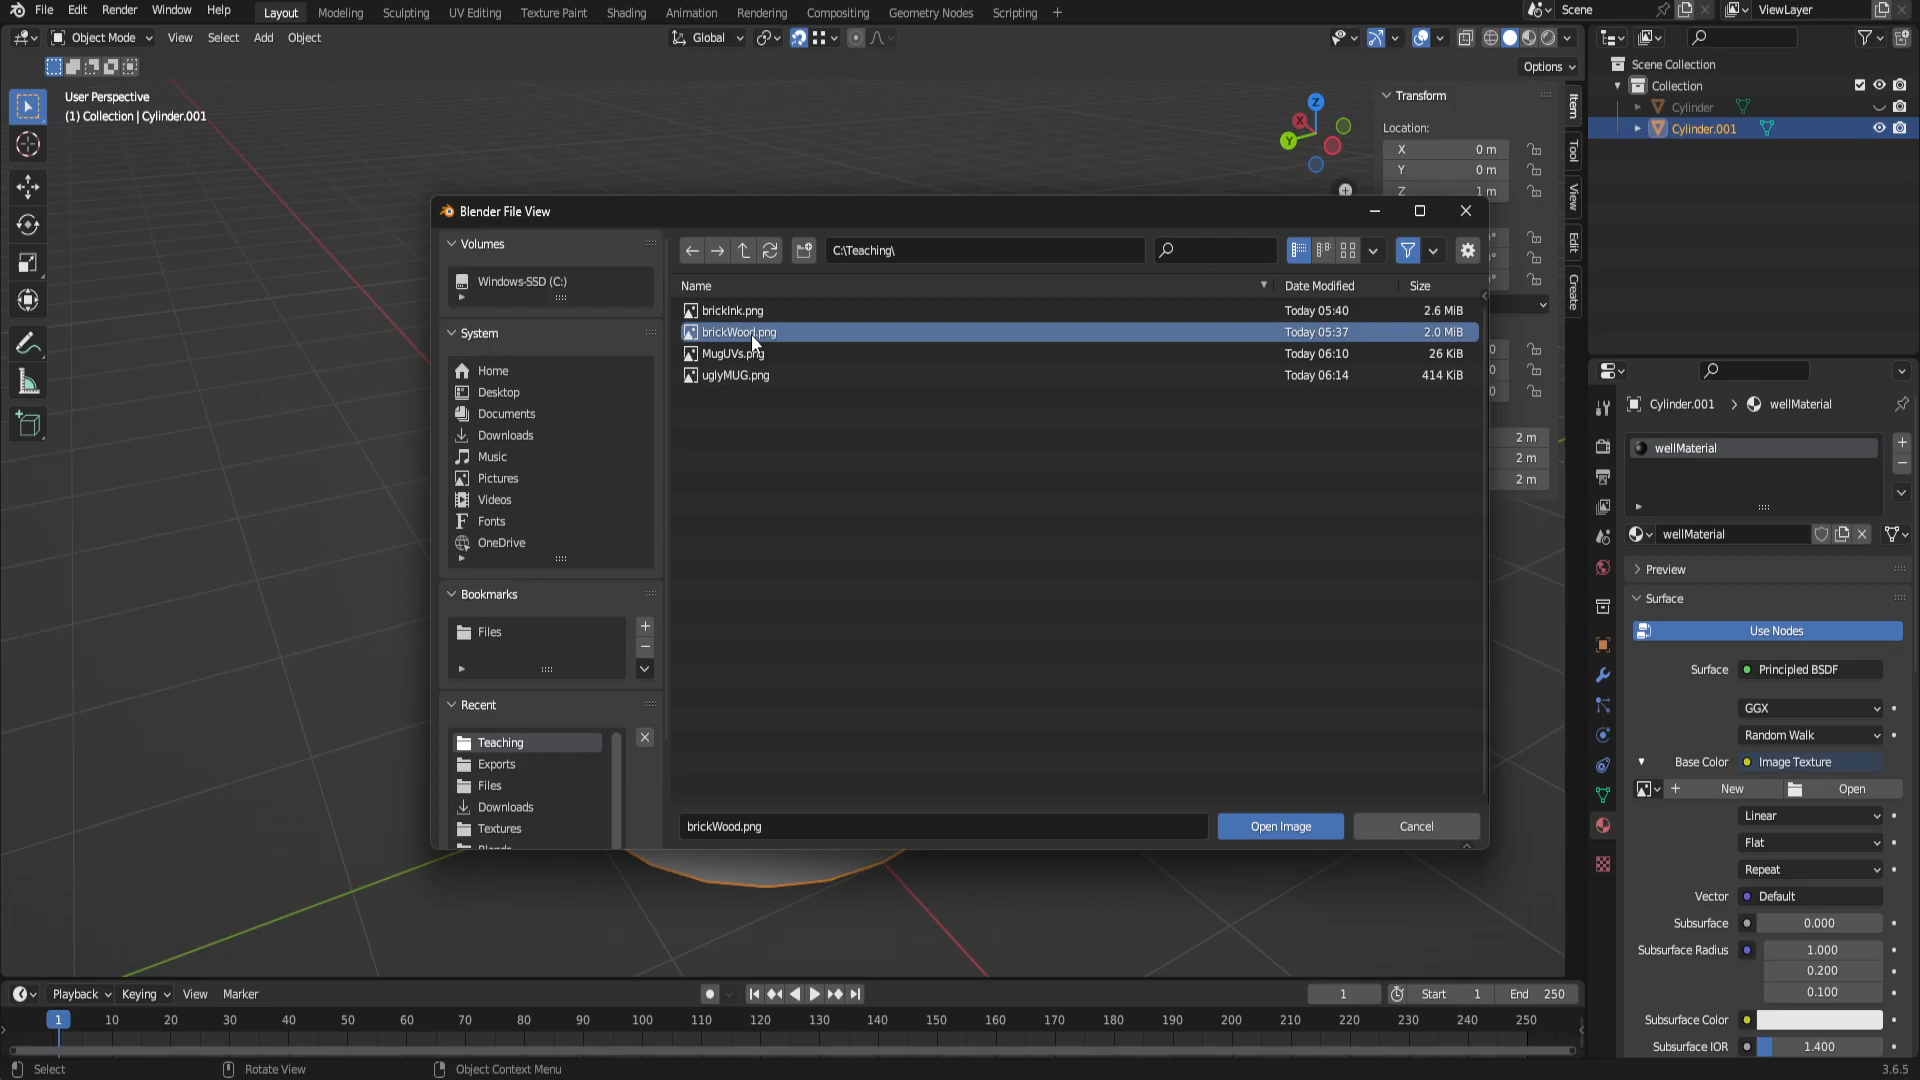 File Edit Render Window Help Layout Modeling Sculpting UV Editing Texture Paint Shading Animation Rendering Compositing Geometry Nodes Scripting + Scene ViewLayer
Object Mode View Select Add Object Global
Options
User Perspective
(1) Collection | Cylinder.001
Z
X
Y
Transform
Location:
X 0 m
Y 0 m
Z 1 m
2 m
2 m
2 m
Item
Tool
View
Edit
Create
Blender File View
Volumes
Windows-SSD (C:)
System
Home
Desktop
Documents
Downloads
Music
Pictures
Videos
Fonts
OneDrive
Bookmarks
Files
Recent
Teaching
Exports
Files
Downloads
Textures
C:\Teaching\
Name Date Modified Size
brickInk.png Today 05:40 2.6 MiB
brickWood.png Today 05:37 2.0 MiB
MugUVs.png Today 06:10 26 KiB
uglyMUG.png Today 06:14 414 KiB
brickWood.png Open Image Cancel
Scene Collection
Collection
Cylinder
Cylinder.001
Cylinder.001 > wellMaterial
wellMaterial
wellMaterial
Preview
Surface
Use Nodes
Surface Principled BSDF
GGX
Random Walk
Base Color Image Texture
New Open
Linear
Flat
Repeat
Vector Default
Subsurface 0.000
Subsurface Radius 1.000
0.200
0.100
Subsurface Color
Subsurface IOR 1.400
Playback Keying View Marker 1 Start 1 End 250
1 10 20 30 40 50 60 70 80 90 100 110 120 130 140 150 160 170 180 190 200 210 220 230 240 250
Select Rotate View Object Context Menu 3.6.5